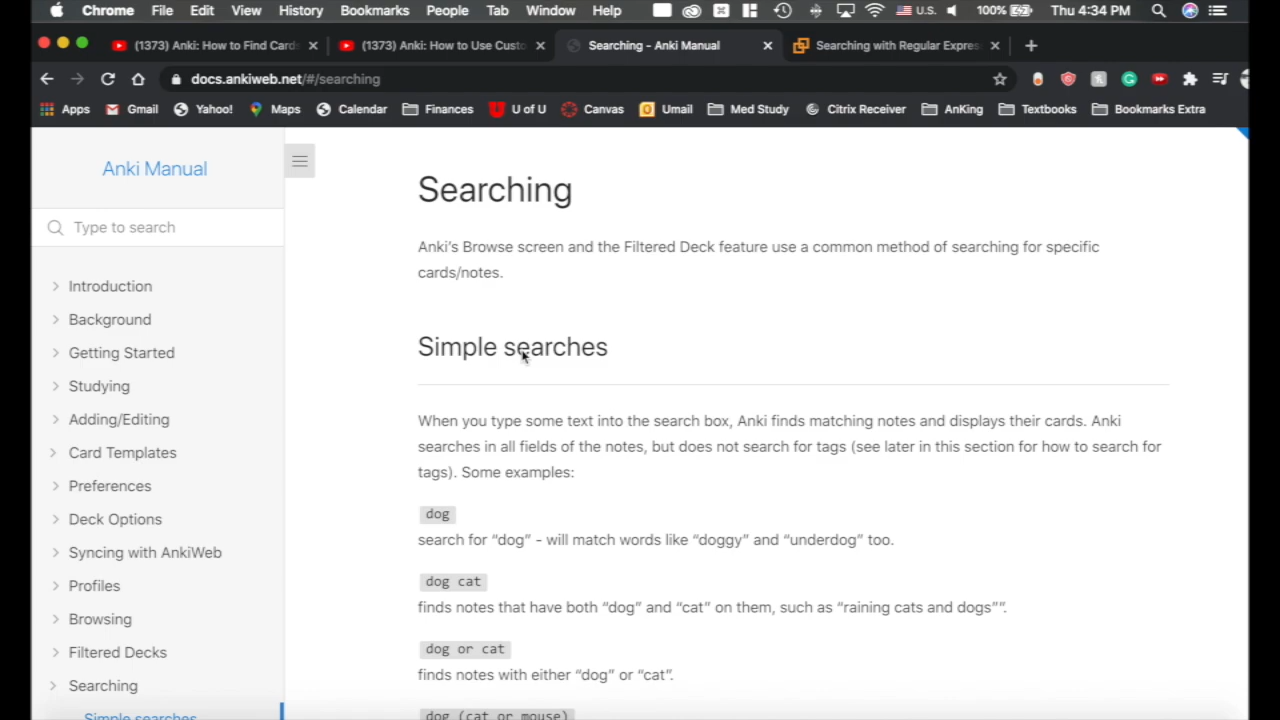 Chrome File Edit View History Bookmarks People Tab Window Help U.S. 100% Thu 4:34 PM
(1373) Anki: How to Find Card
(1373) Anki: How to Use Custo
Searching - Anki Manual
Searching with Regular Expres
docs.ankiweb.net/#/searching
Apps Gmail Yahoo! Maps Calendar Finances U of U Canvas Umail Med Study Citrix Receiver AnKing Textbooks Bookmarks Extra
Anki Manual
Type to search
Introduction
Background
Getting Started
Studying
Adding/Editing
Card Templates
Preferences
Deck Options
Syncing with AnkiWeb
Profiles
Browsing
Filtered Decks
Searching
Simple searches
Searching
Anki's Browse screen and the Filtered Deck feature use a common method of searching for specific
cards/notes.
Simple searches
When you type some text into the search box, Anki finds matching notes and displays their cards. Anki
searches in all fields of the notes, but does not search for tags (see later in this section for how to search for
tags). Some examples:
dog
search for “dog” - will match words like “doggy” and “underdog” too.
dog cat
finds notes that have both “dog” and “cat” on them, such as “raining cats and dogs””.
dog or cat
finds notes with either “dog” or “cat”.
dog (cat or mouse)